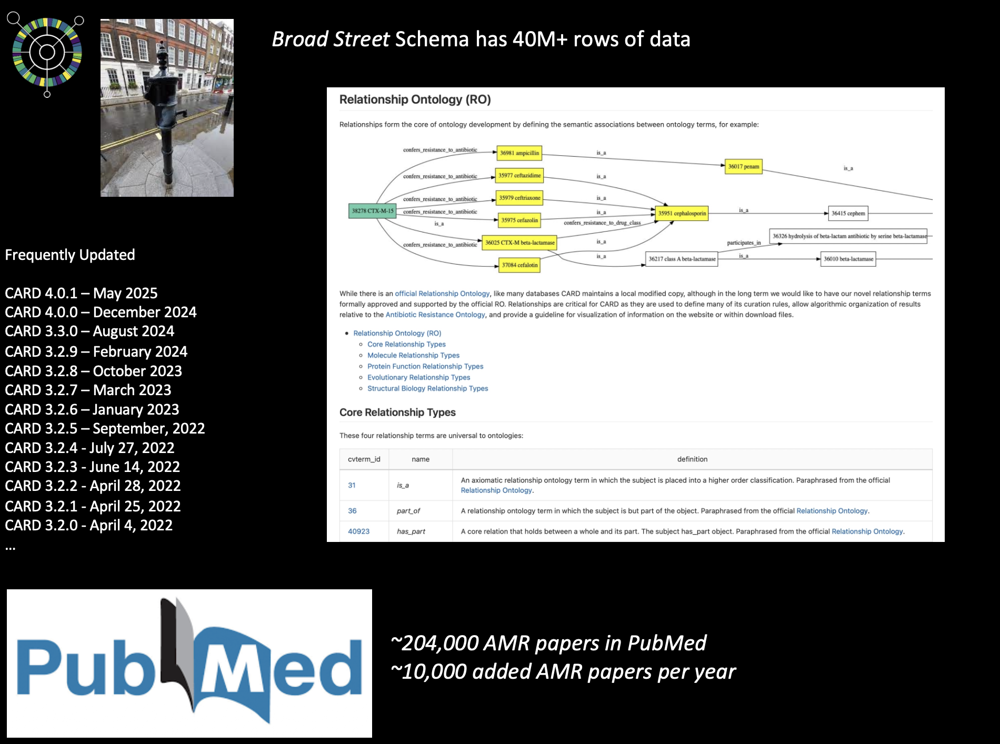 Broad Street Schema has 40M+ rows of data
Relationship Ontology (RO)
Relationships form the core of ontology development by defining the semantic associations between ontology terms, for example:
confers_resistance_to_antibiotic
36981 ampicillin
is_a
36017 penam
is_a
confers_resistance_to_antibiotic
35977 ceftazidime
is_a
confers_resistance_to_antibiotic
35979 ceftriaxone
is_a
38278 CTX-M-15
confers_resistance_to_antibiotic
35975 cefazolin
is_a
35951 cephalosporin
is_a
36415 cephem
is_a
confers_resistance_to_drug_class
36025 CTX-M beta-lactamase
is_a
participates_in
36326 hydrolysis of beta-lactam antibiotic by serine beta-lactamase
confers_resistance_to_antibiotic
37084 cefalotin
is_a
36217 class A beta-lactamase
is_a
36010 beta-lactamase
While there is an official Relationship Ontology, like many databases CARD maintains a local modified copy, although in the long term we would like to have our novel relationship terms
formally approved and supported by the official RO. Relationships are critical for CARD as they are used to define many of its curation rules, allow algorithmic organization of results
relative to the Antibiotic Resistance Ontology, and provide a guideline for visualization of information on the website or within download files.
• Relationship Ontology (RO)
◦ Core Relationship Types
◦ Molecule Relationship Types
◦ Protein Function Relationship Types
◦ Evolutionary Relationship Types
◦ Structural Biology Relationship Types
Core Relationship Types
These four relationship terms are universal to ontologies:
cvterm_id name definition
31 is_a An axiomatic relationship ontology term in which the subject is placed into a higher order classification. Paraphrased from the official
Relationship Ontology.
36 part_of A relationship ontology term in which the subject is but part of the object. Paraphrased from the official Relationship Ontology.
40923 has_part A core relation that holds between a whole and its part. The subject has_part object. Paraphrased from the official Relationship Ontology.
Frequently Updated
CARD 4.0.1 – May 2025
CARD 4.0.0 – December 2024
CARD 3.3.0 – August 2024
CARD 3.2.9 – February 2024
CARD 3.2.8 – October 2023
CARD 3.2.7 – March 2023
CARD 3.2.6 – January 2023
CARD 3.2.5 – September, 2022
CARD 3.2.4 - July 27, 2022
CARD 3.2.3 - June 14, 2022
CARD 3.2.2 - April 28, 2022
CARD 3.2.1 - April 25, 2022
CARD 3.2.0 - April 4, 2022
...
PubMed
~204,000 AMR papers in PubMed
~10,000 added AMR papers per year